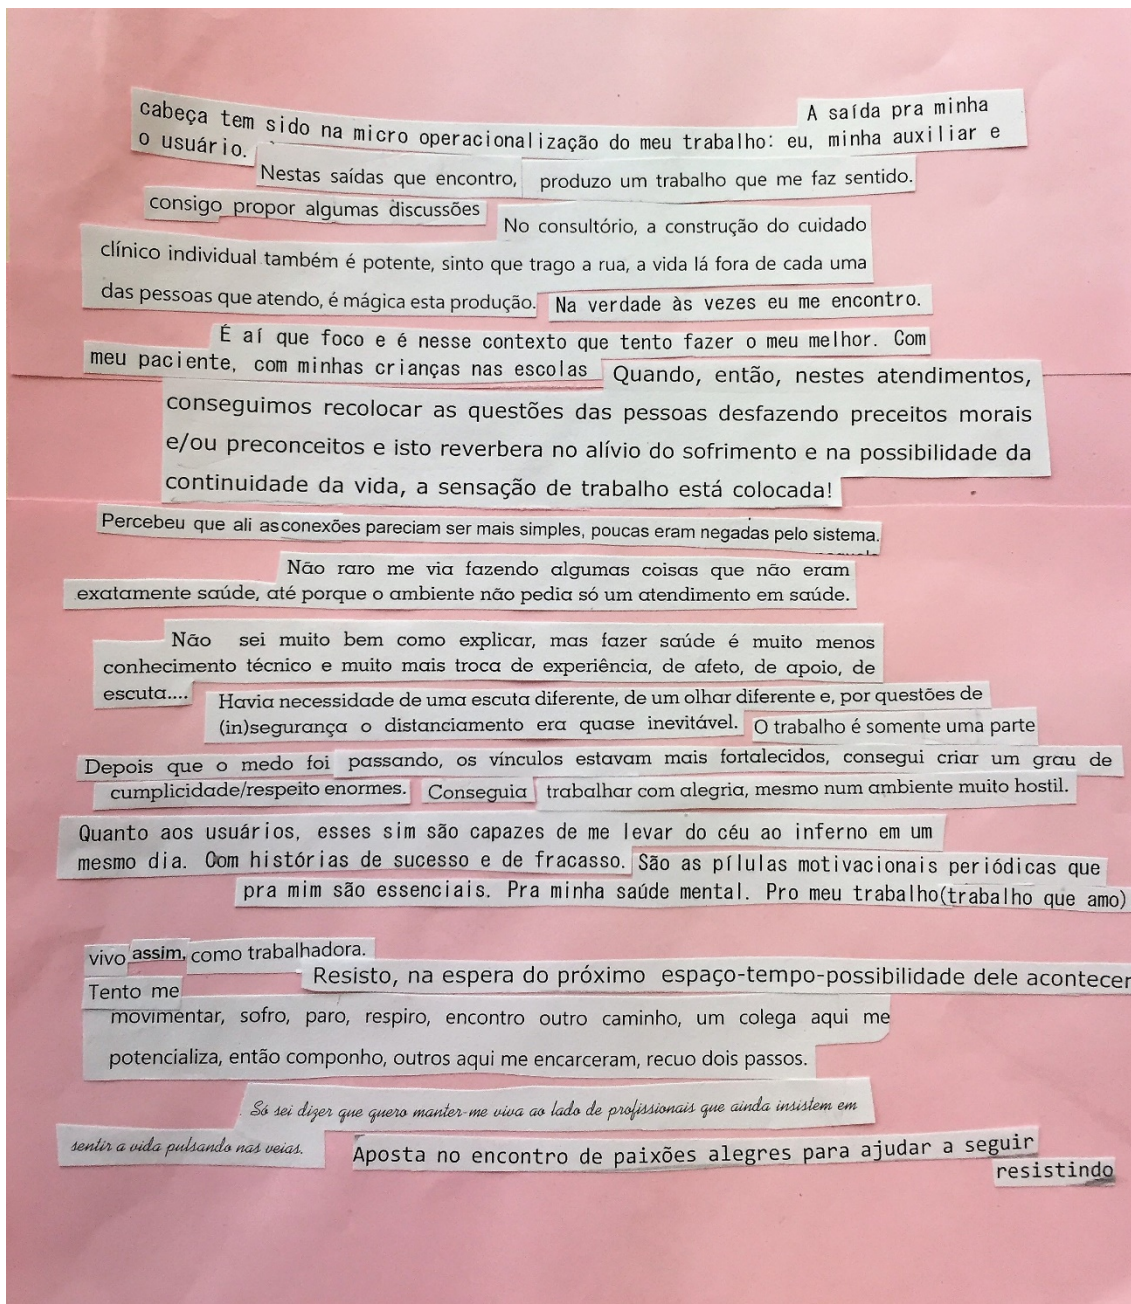 A saída pra minha
cabeça tem sido na micro operacionalização do meu trabalho: eu, minha auxiliar e
o usuário.
Nestas saídas que encontro, produzo um trabalho que me faz sentido.
consigo propor algumas discussões
No consultório, a construção do cuidado
clínico individual também é potente, sinto que trago a rua, a vida lá fora de cada uma
das pessoas que atendo, é mágica esta produção. Na verdade às vezes eu me encontro.
É aí que foco e é nesse contexto que tento fazer o meu melhor. Com
meu paciente, com minhas crianças nas escolas Quando, então, nestes atendimentos,
conseguimos recolocar as questões das pessoas desfazendo preceitos morais
e/ou preconceitos e isto reverbera no alívio do sofrimento e na possibilidade da
continuidade da vida, a sensação de trabalho está colocada!
Percebeu que ali as conexões pareciam ser mais simples, poucas eram negadas pelo sistema.
Não raro me via fazendo algumas coisas que não eram
exatamente saúde, até porque o ambiente não pedia só um atendimento em saúde.
Não sei muito bem como explicar, mas fazer saúde é muito menos
conhecimento técnico e muito mais troca de experiência, de afeto, de apoio, de
escuta....
Havia necessidade de uma escuta diferente, de um olhar diferente e, por questões de
(in)segurança o distanciamento era quase inevitável. O trabalho é somente uma parte
Depois que o medo foi passando, os vínculos estavam mais fortalecidos, consegui criar um grau de
cumplicidade/respeito enormes. Conseguia trabalhar com alegria, mesmo num ambiente muito hostil.
Quanto aos usuários, esses sim são capazes de me levar do céu ao inferno em um
mesmo dia. Com histórias de sucesso e de fracasso. São as pílulas motivacionais periódicas que
pra mim são essenciais. Pra minha saúde mental. Pro meu trabalho(trabalho que amo)
vivo assim, como trabalhadora.
Resisto, na espera do próximo espaço-tempo-possibilidade dele acontecer
Tento me
movimentar, sofro, paro, respiro, encontro outro caminho, um colega aqui me
potencializa, então componho, outros aqui me encarceram, recuo dois passos.
Só sei dizer que quero manter-me viva ao lado de profissionais que ainda insistem em
sentir a vida pulsando nas veias.
Aposta no encontro de paixões alegres para ajudar a seguir
resistindo